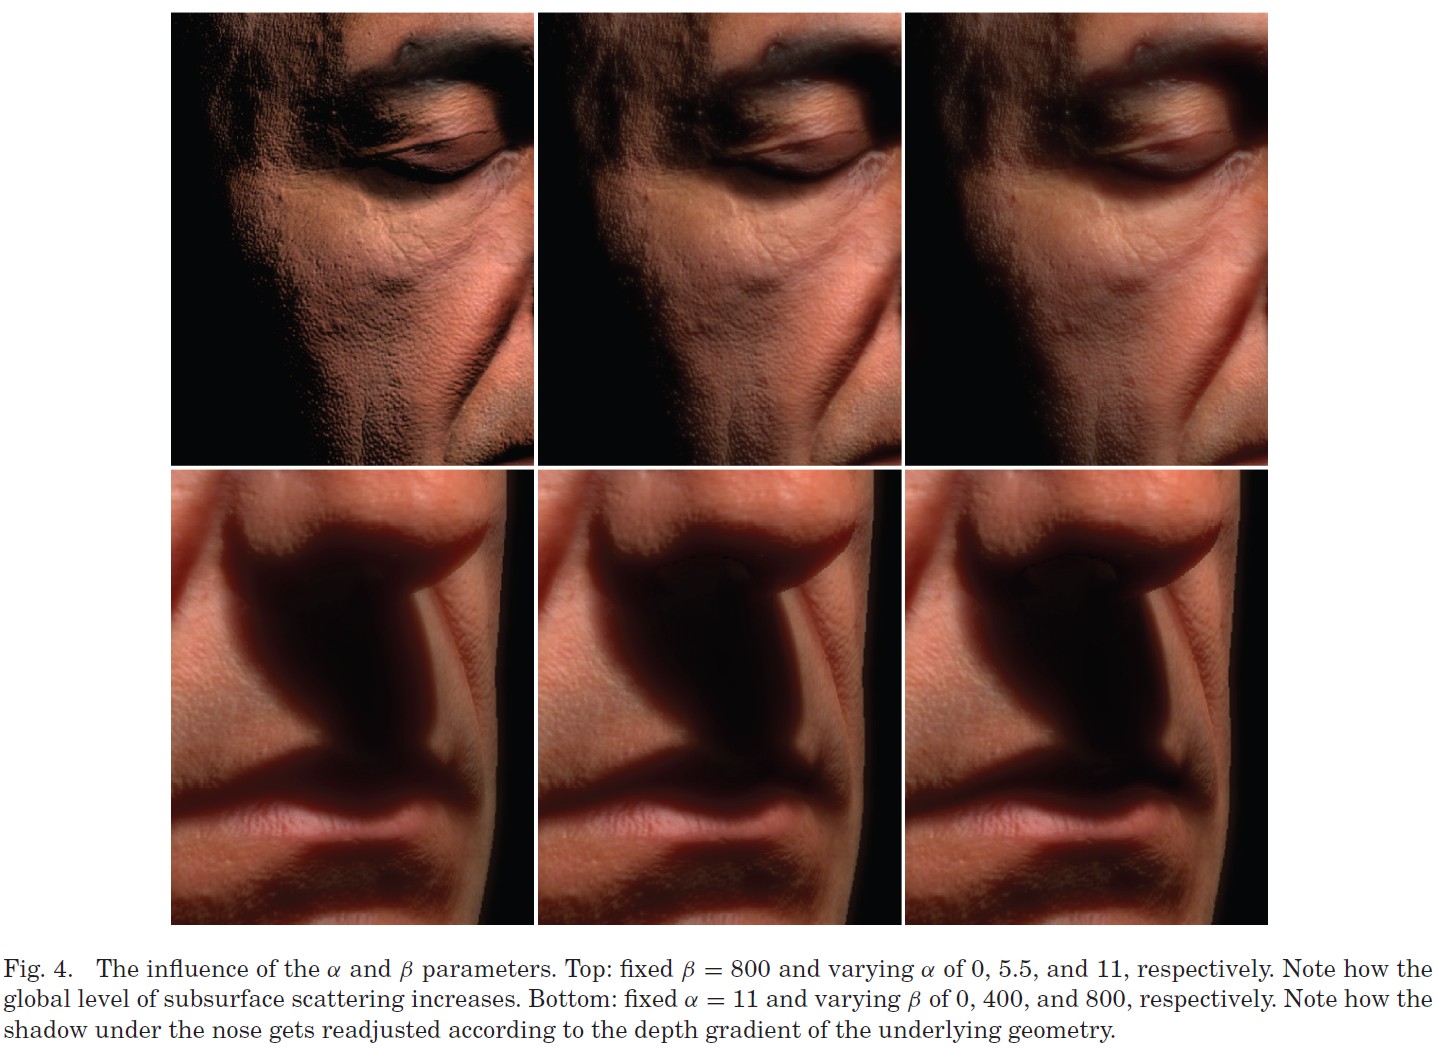 Fig. 4. The influence of the α and β parameters. Top: fixed β = 800 and varying α of 0, 5.5, and 11, respectively. Note how the
global level of subsurface scattering increases. Bottom: fixed α = 11 and varying β of 0, 400, and 800, respectively. Note how the
shadow under the nose gets readjusted according to the depth gradient of the underlying geometry.